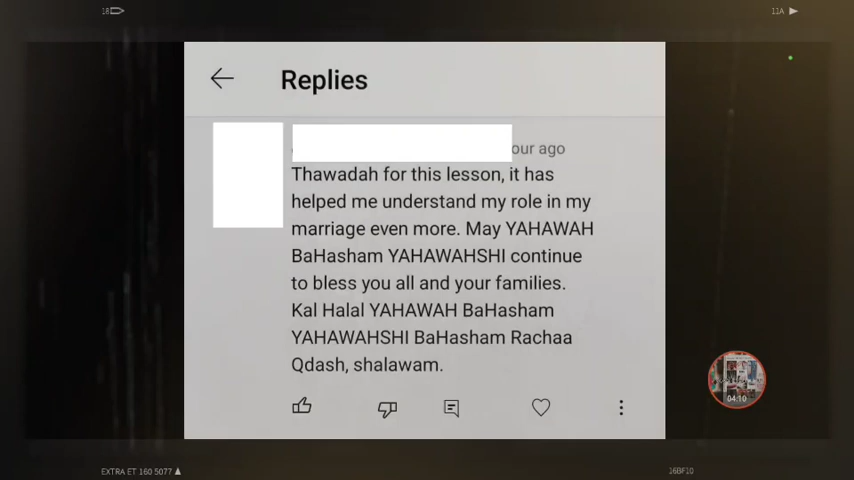 18
11A
Replies
our ago
Thawadah for this lesson, it has
helped me understand my role in my
marriage even more. May YAHAWAH
BaHasham YAHAWAHSHI continue
to bless you all and your families.
Kal Halal YAHAWAH BaHasham
YAHAWAHSHI BaHasham Rachaa
Qdash, shalawam.
04:10
EXTRA ET 160 5077
16BF10